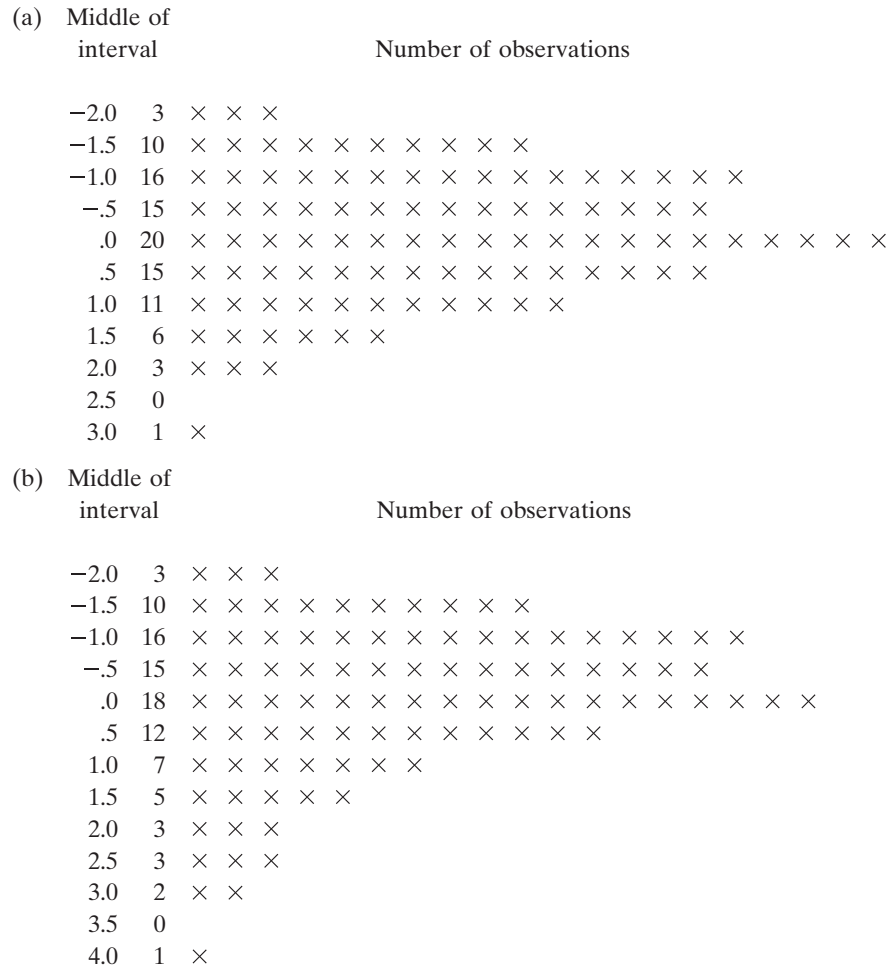 (a) Middle of
interval Number of observations
−2.0 3 × × ×
−1.5 10 × × × × × × × × × ×
−1.0 16 × × × × × × × × × × × × × × × ×
−.5 15 × × × × × × × × × × × × × × ×
.0 20 × × × × × × × × × × × × × × × × × × × ×
.5 15 × × × × × × × × × × × × × × ×
1.0 11 × × × × × × × × × × ×
1.5 6 × × × × × ×
2.0 3 × × ×
2.5 0
3.0 1 ×
(b) Middle of
interval Number of observations
−2.0 3 × × ×
−1.5 10 × × × × × × × × × ×
−1.0 16 × × × × × × × × × × × × × × × ×
−.5 15 × × × × × × × × × × × × × × ×
.0 18 × × × × × × × × × × × × × × × × × ×
.5 12 × × × × × × × × × × × ×
1.0 7 × × × × × × ×
1.5 5 × × × × ×
2.0 3 × × ×
2.5 3 × × ×
3.0 2 × ×
3.5 0
4.0 1 ×